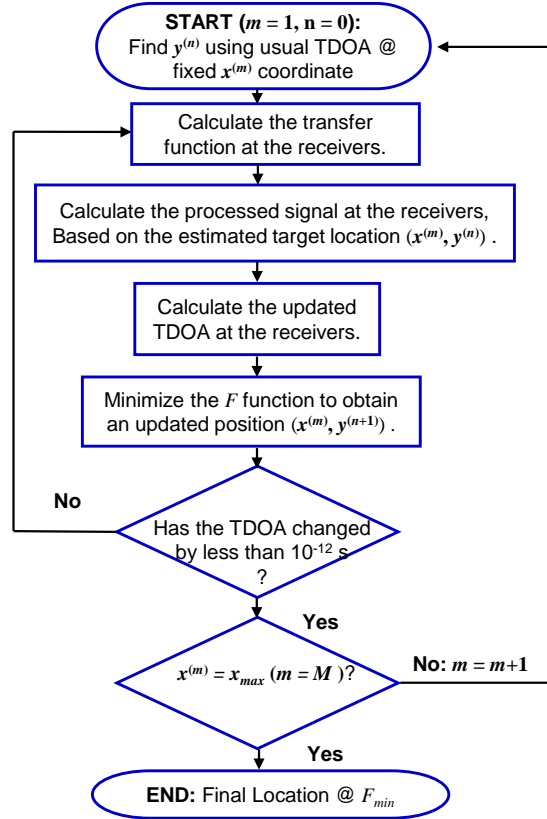 START (m = 1, n = 0):
Find y⁽ⁿ⁾ using usual TDOA @
fixed x⁽ᵐ⁾ coordinate
Calculate the transfer
function at the receivers.
Calculate the processed signal at the receivers,
Based on the estimated target location (x⁽ᵐ⁾, y⁽ⁿ⁾) .
Calculate the updated
TDOA at the receivers.
Minimize the F function to obtain
an updated position (x⁽ᵐ⁾, y⁽ⁿ⁺¹⁾) .
No
Has the TDOA changed
by less than 10⁻¹² s
?
Yes
x⁽ᵐ⁾ = xₘₐₓ (m = M )?
No: m = m+1
Yes
END: Final Location @ F_min